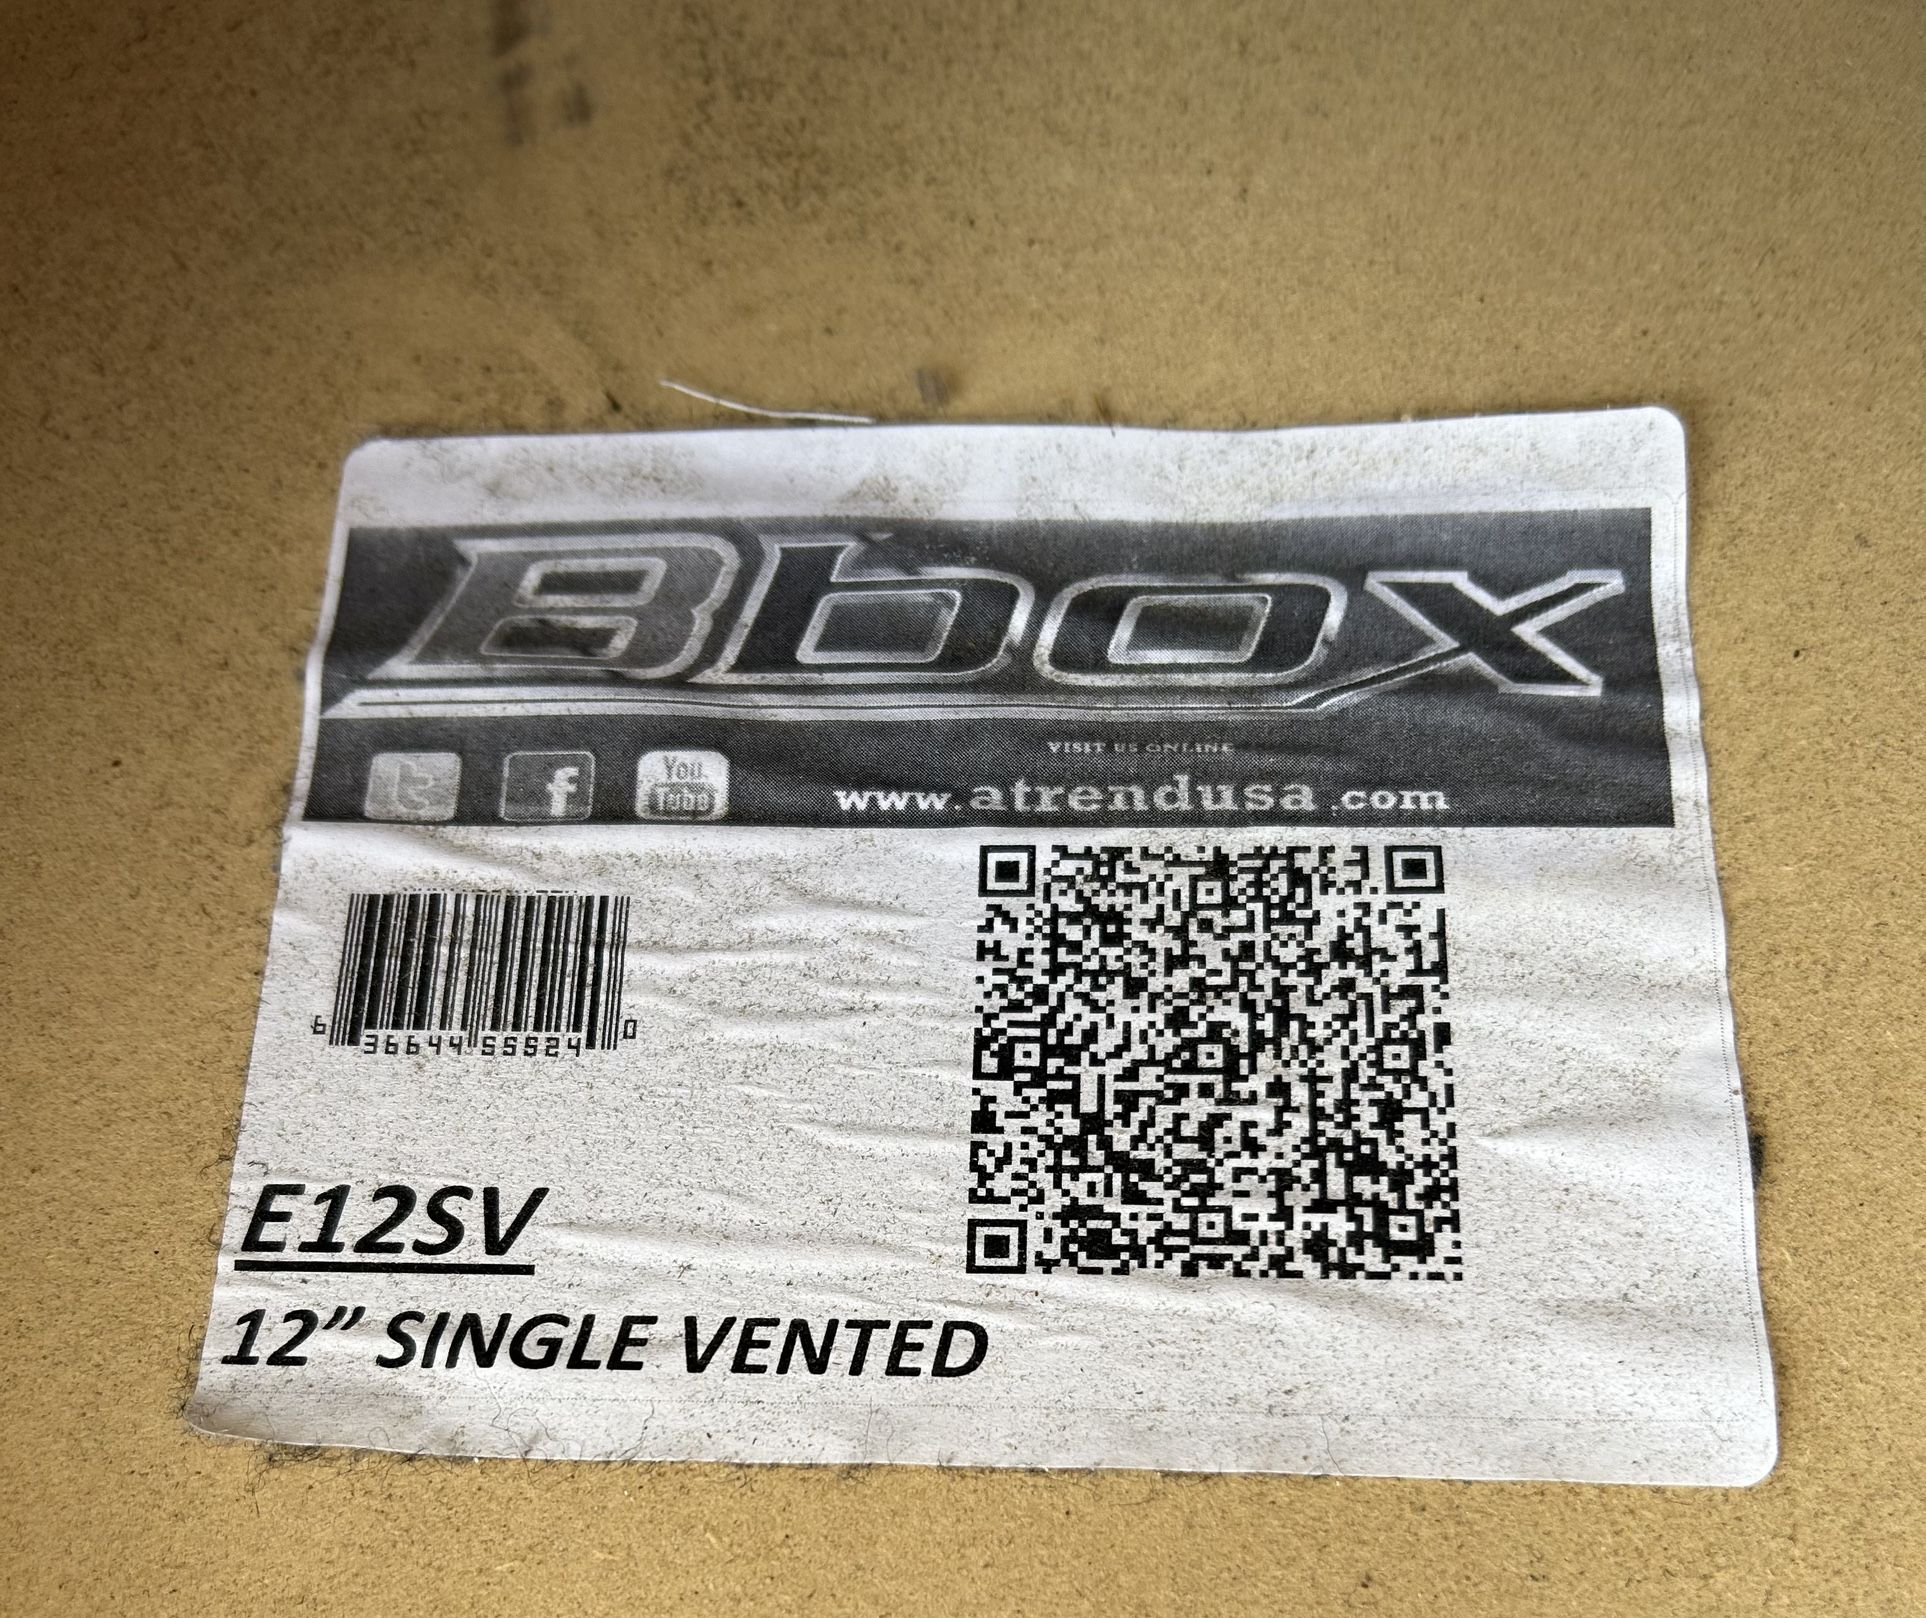 Bbox
t f You Tube
VISIT US ONLINE
www.atrendusa.com
6 36644 55524 0
E12SV
12” SINGLE VENTED